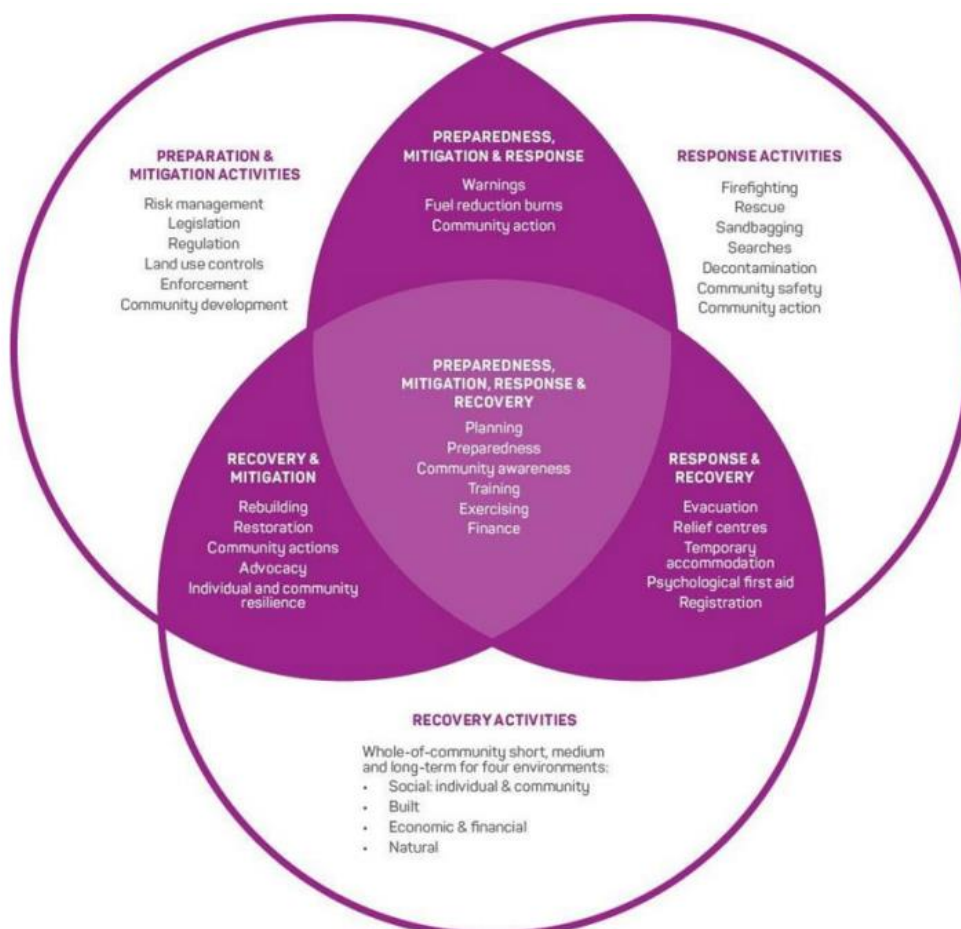 PREPARATION &
MITIGATION ACTIVITIES
Risk management
Legislation
Regulation
Land use controls
Enforcement
Community development
PREPAREDNESS,
MITIGATION & RESPONSE
Warnings
Fuel reduction burns
Community action
RESPONSE ACTIVITIES
Firefighting
Rescue
Sandbagging
Searches
Decontamination
Community safety
Community action
PREPAREDNESS,
MITIGATION, RESPONSE &
RECOVERY
Planning
Preparedness
Community awareness
Training
Exercising
Finance
RECOVERY &
MITIGATION
Rebuilding
Restoration
Community actions
Advocacy
Individual and community
resilience
RESPONSE &
RECOVERY
Evacuation
Relief centres
Temporary
accommodation
Psychological first aid
Registration
RECOVERY ACTIVITIES
Whole-of-community short, medium
and long-term for four environments:
• Social: individual & community
• Built
• Economic & financial
• Natural